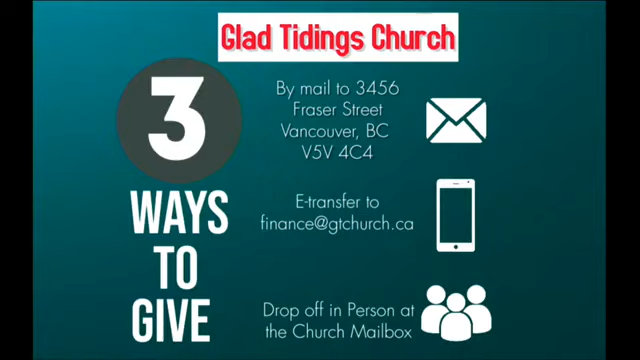 Glad Tidings Church
3
WAYS
TO
GIVE
By mail to 3456
Fraser Street
Vancouver, BC
V5V 4C4
E-transfer to
finance@gtchurch.ca
Drop off in Person at
the Church Mailbox